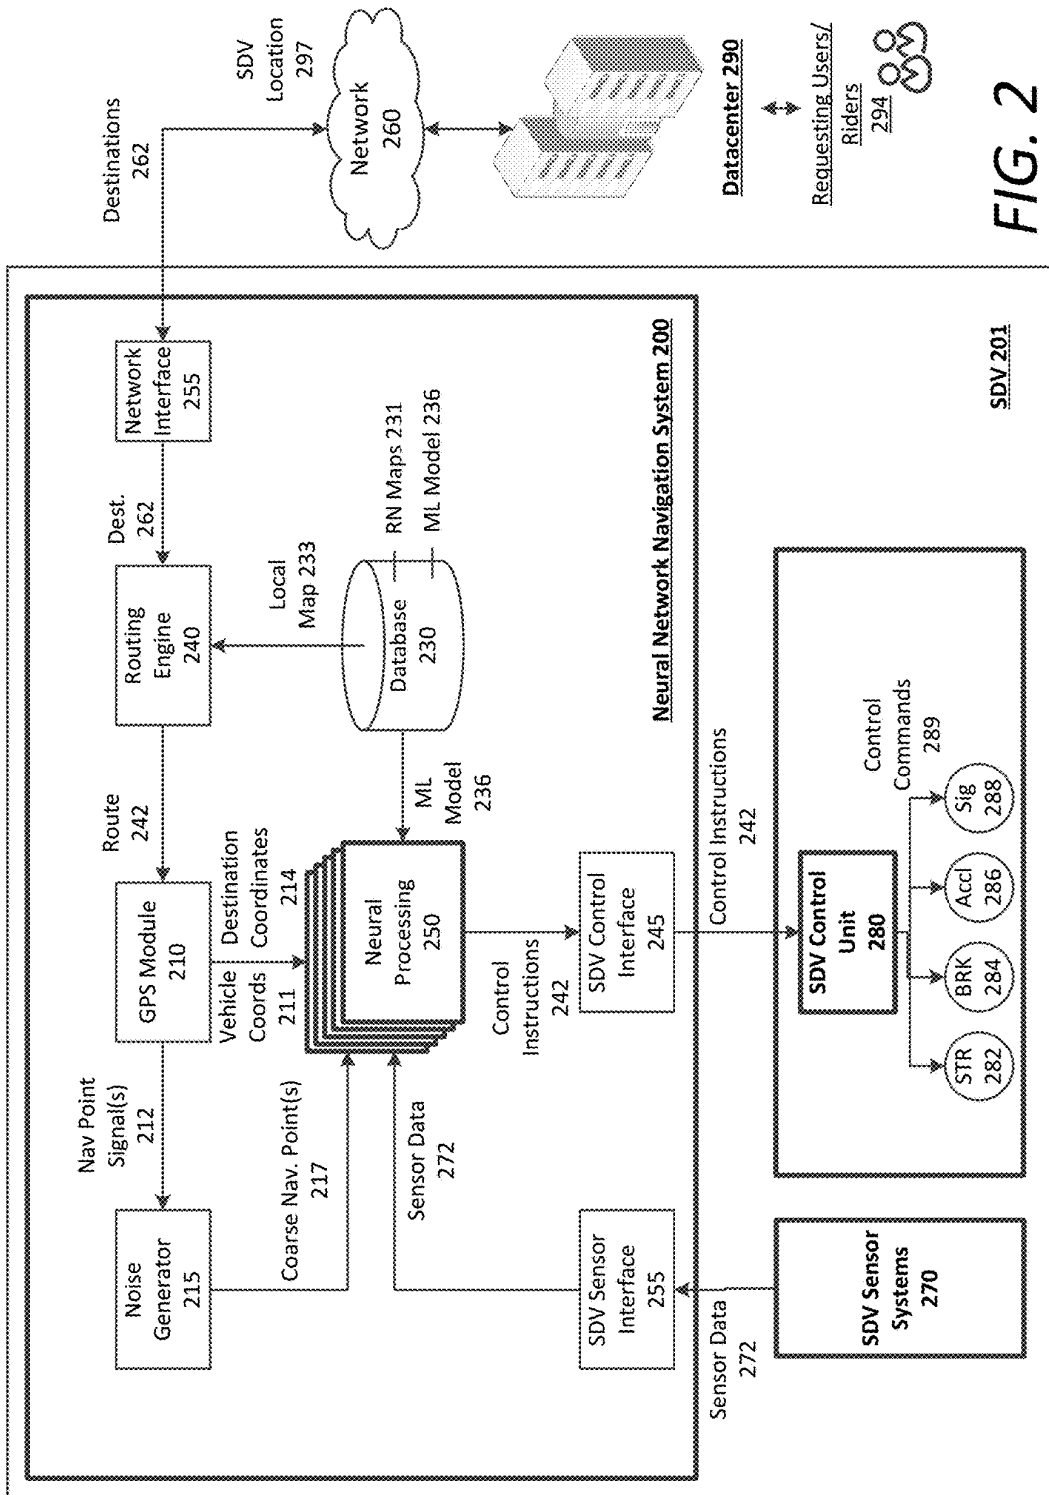 Noise
Generator
215
Nav Point
Signal(s)
212
GPS Module
210
Route
242
Routing
Engine
240
Dest.
262
Network
Interface
255
Destinations
262
Coarse Nav. Point(s)
217
Vehicle
Coords
211
Destination
Coordinates
214
Local
Map 233
SDV
Location
297
Network
260
Sensor Data
272
Neural
Processing
250
ML
Model
236
Database
230
RN Maps 231
ML Model 236
Datacenter 290
Requesting Users/
Riders
294
SDV Sensor
Interface
255
Control
Instructions
242
SDV Control
Interface
245
Neural Network Navigation System 200
Sensor Data
272
Control Instructions
242
SDV Sensor
Systems
270
SDV Control
Unit
280
Control
Commands
289
STR
282
BRK
284
Accl
286
Sig
288
SDV 201
FIG. 2